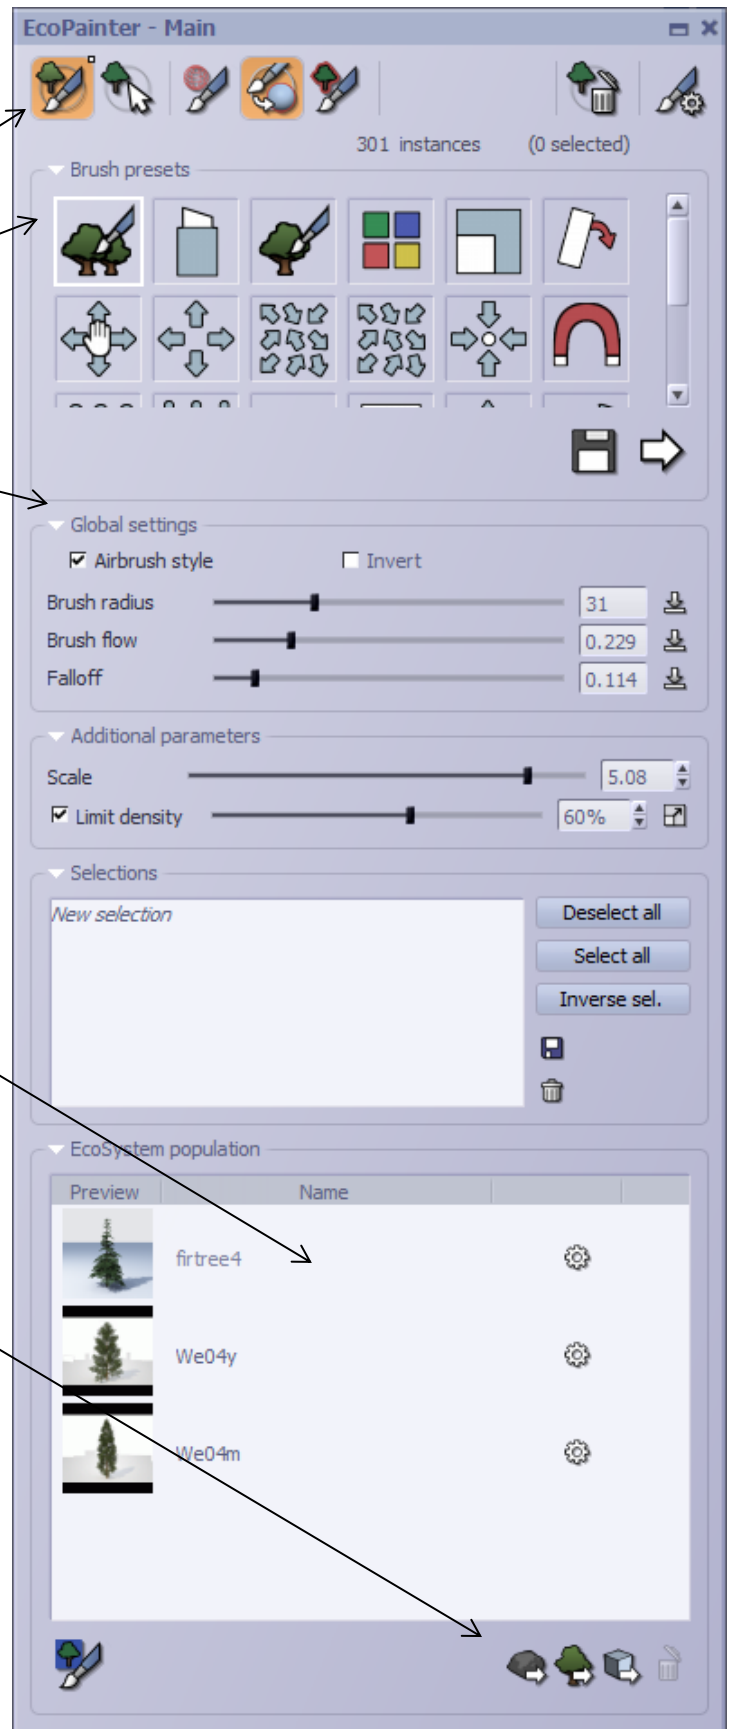 EcoPainter - Main
301 instances (0 selected)
Brush presets
Global settings
Airbrush style Invert
Brush radius 31
Brush flow 0.229
Falloff 0.114
Additional parameters
Scale 5.08
Limit density 60%
Selections
New selection
Deselect all
Select all
Inverse sel.
EcoSystem population
Preview Name
firtree4
We04y
We04m